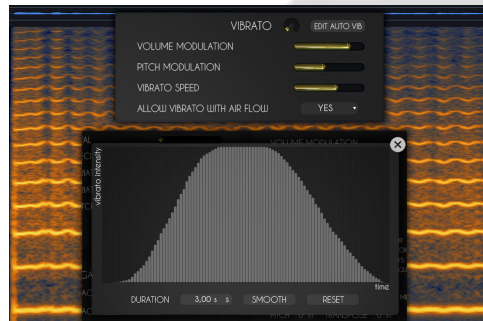 VIBRATO EDIT AUTO VIB
VOLUME MODULATION
PITCH MODULATION
VIBRATO SPEED
ALLOW VIBRATO WITH AIR FLOW YES
VOLUME MODULATION
vibrato intensity
time
DURATION 3,00 s s SMOOTH RESET